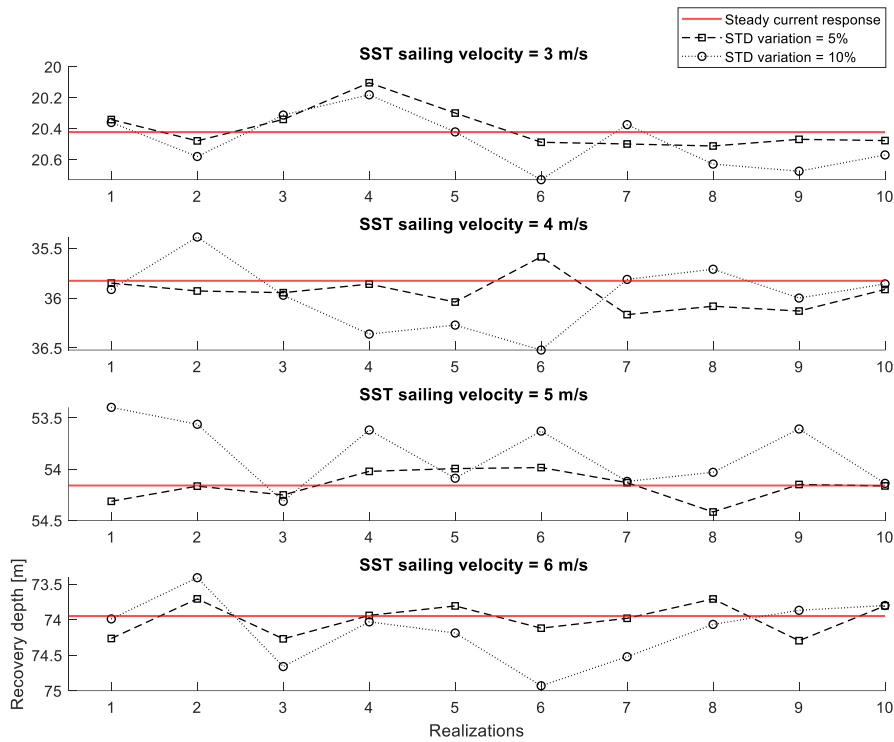 Steady current response
STD variation = 5%
STD variation = 10%
SST sailing velocity = 3 m/s
20
20.2
20.4
20.6
1 2 3 4 5 6 7 8 9 10
SST sailing velocity = 4 m/s
35.5
36
36.5
1 2 3 4 5 6 7 8 9 10
SST sailing velocity = 5 m/s
53.5
54
54.5
1 2 3 4 5 6 7 8 9 10
SST sailing velocity = 6 m/s
Recovery depth [m]
73.5
74
74.5
75
1 2 3 4 5 6 7 8 9 10
Realizations